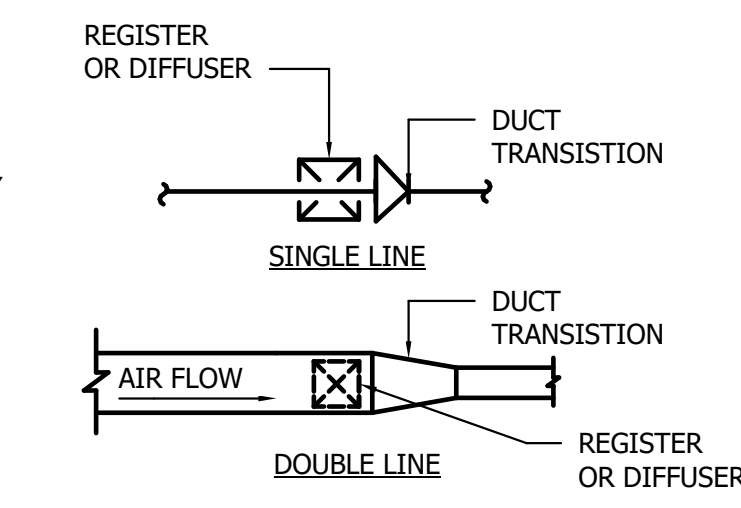 REGISTER
OR DIFFUSER
DUCT
TRANSISTION
SINGLE LINE
DUCT
TRANSISTION
AIR FLOW
DOUBLE LINE
REGISTER
OR DIFFUSER